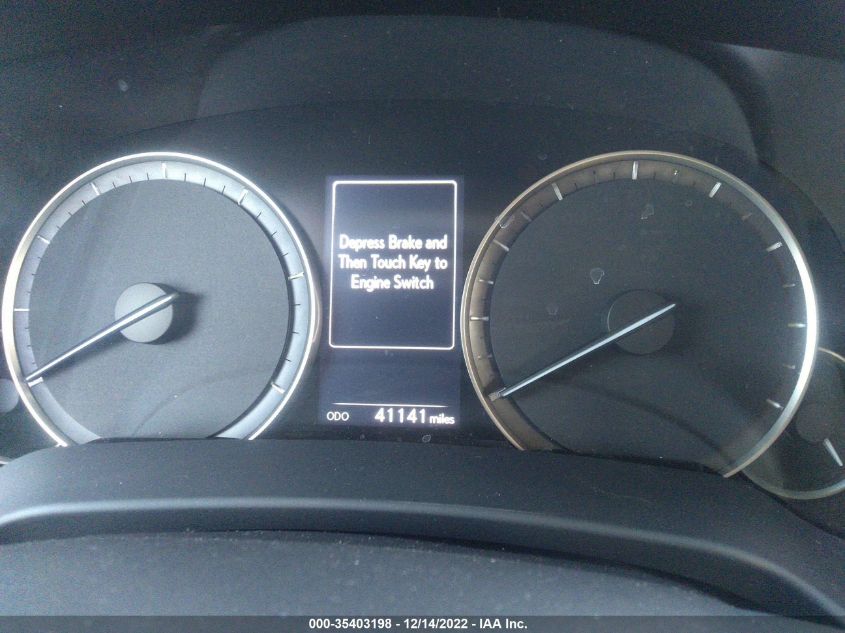 Depress Brake and
Then Touch Key to
Engine Switch
ODO 41141 miles
000-35403198 - 12/14/2022 - IAA Inc.